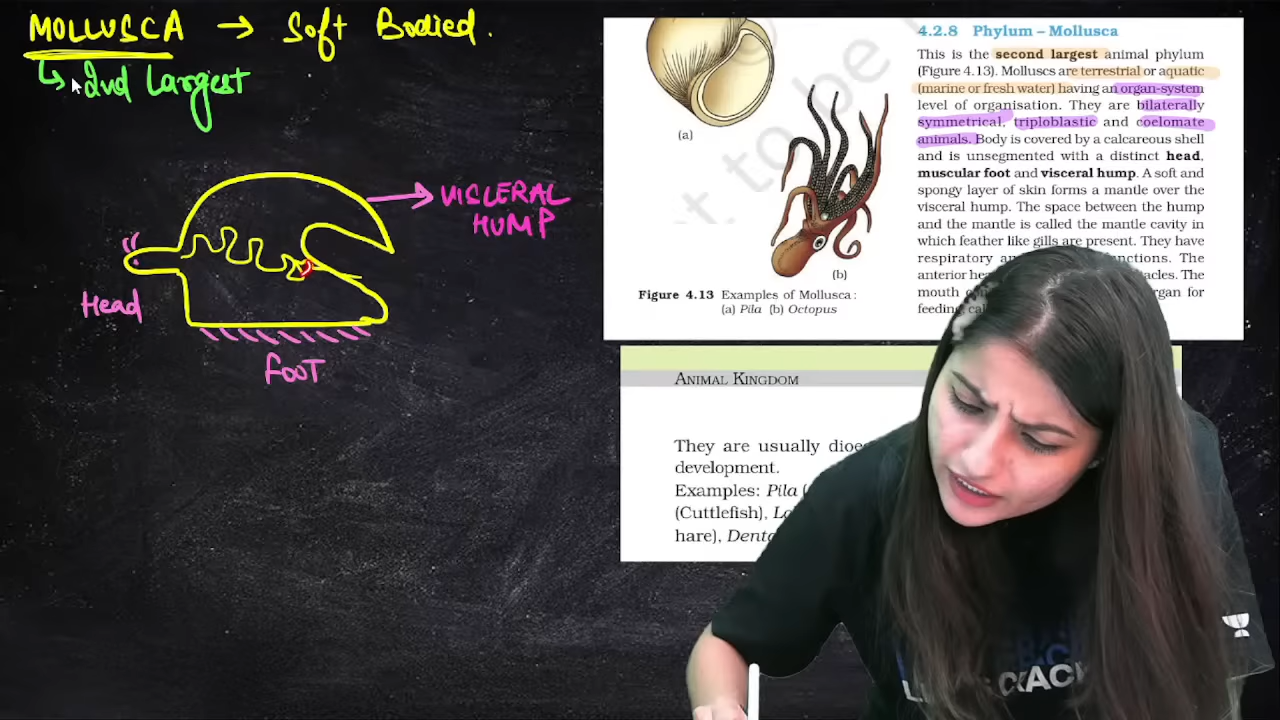 MOLLUSCA → Soft Bodied.
↳ 2nd Largest
VISCERAL
HUMP
Head
FOOT
(a)
(b)
Figure 4.13 Examples of Mollusca :
(a) Pila (b) Octopus
4.2.8 Phylum – Mollusca
This is the second largest animal phylum
(Figure 4.13). Molluscs are terrestrial or aquatic
(marine or fresh water) having an organ-system
level of organisation. They are bilaterally
symmetrical, triploblastic and coelomate
animals. Body is covered by a calcareous shell
and is unsegmented with a distinct head,
muscular foot and visceral hump. A soft and
spongy layer of skin forms a mantle over the
visceral hump. The space between the hump
and the mantle is called the mantle cavity in
which feather like gills are present. They have
respiratory functions. The
anterior
mouth organ for
feeding,
ANIMAL KINGDOM
They are usually
development.
Examples: Pila (
(Cuttlefish),
hare),